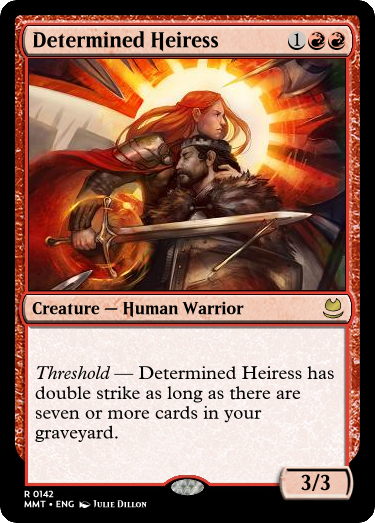 Determined Heiress 1
Creature — Human Warrior
Threshold — Determined Heiress has
double strike as long as there are
seven or more cards in your
graveyard.
3/3
R 0142
MMT • ENG JULIE DILLON